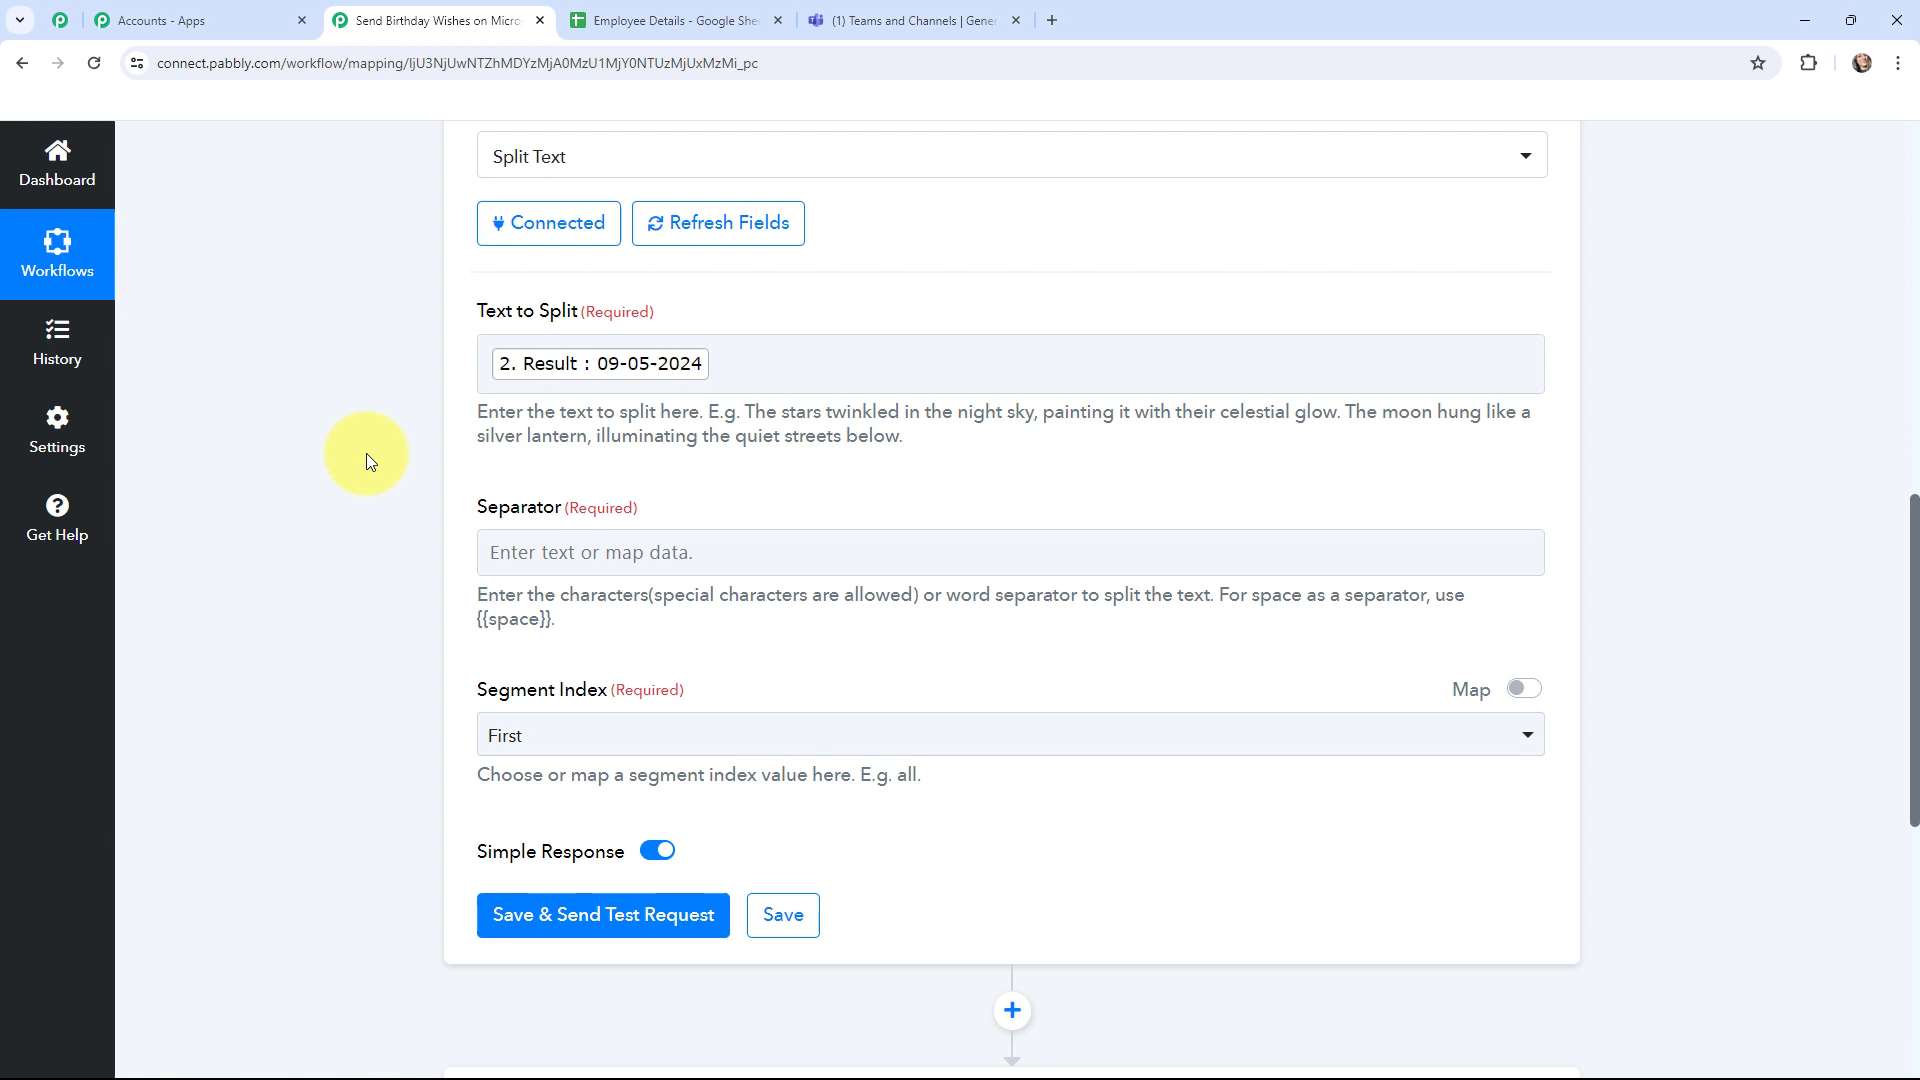 Accounts - Apps
Send Birthday Wishes on Micro
Employee Details - Google She
(1) Teams and Channels | Gener
connect.pabbly.com/workflow/mapping/IjU3NjUwNTZhMDYzMjA0MzU1MjY0NTUzMjUxMzMi_pc
Dashboard
Workflows
History
Settings
Get Help
Split Text
Connected
Refresh Fields
Text to Split (Required)
2. Result : 09-05-2024
Enter the text to split here. E.g. The stars twinkled in the night sky, painting it with their celestial glow. The moon hung like a
silver lantern, illuminating the quiet streets below.
Separator (Required)
Enter text or map data.
Enter the characters(special characters are allowed) or word separator to split the text. For space as a separator, use
{{space}}.
Segment Index (Required)
Map
First
Choose or map a segment index value here. E.g. all.
Simple Response
Save & Send Test Request
Save